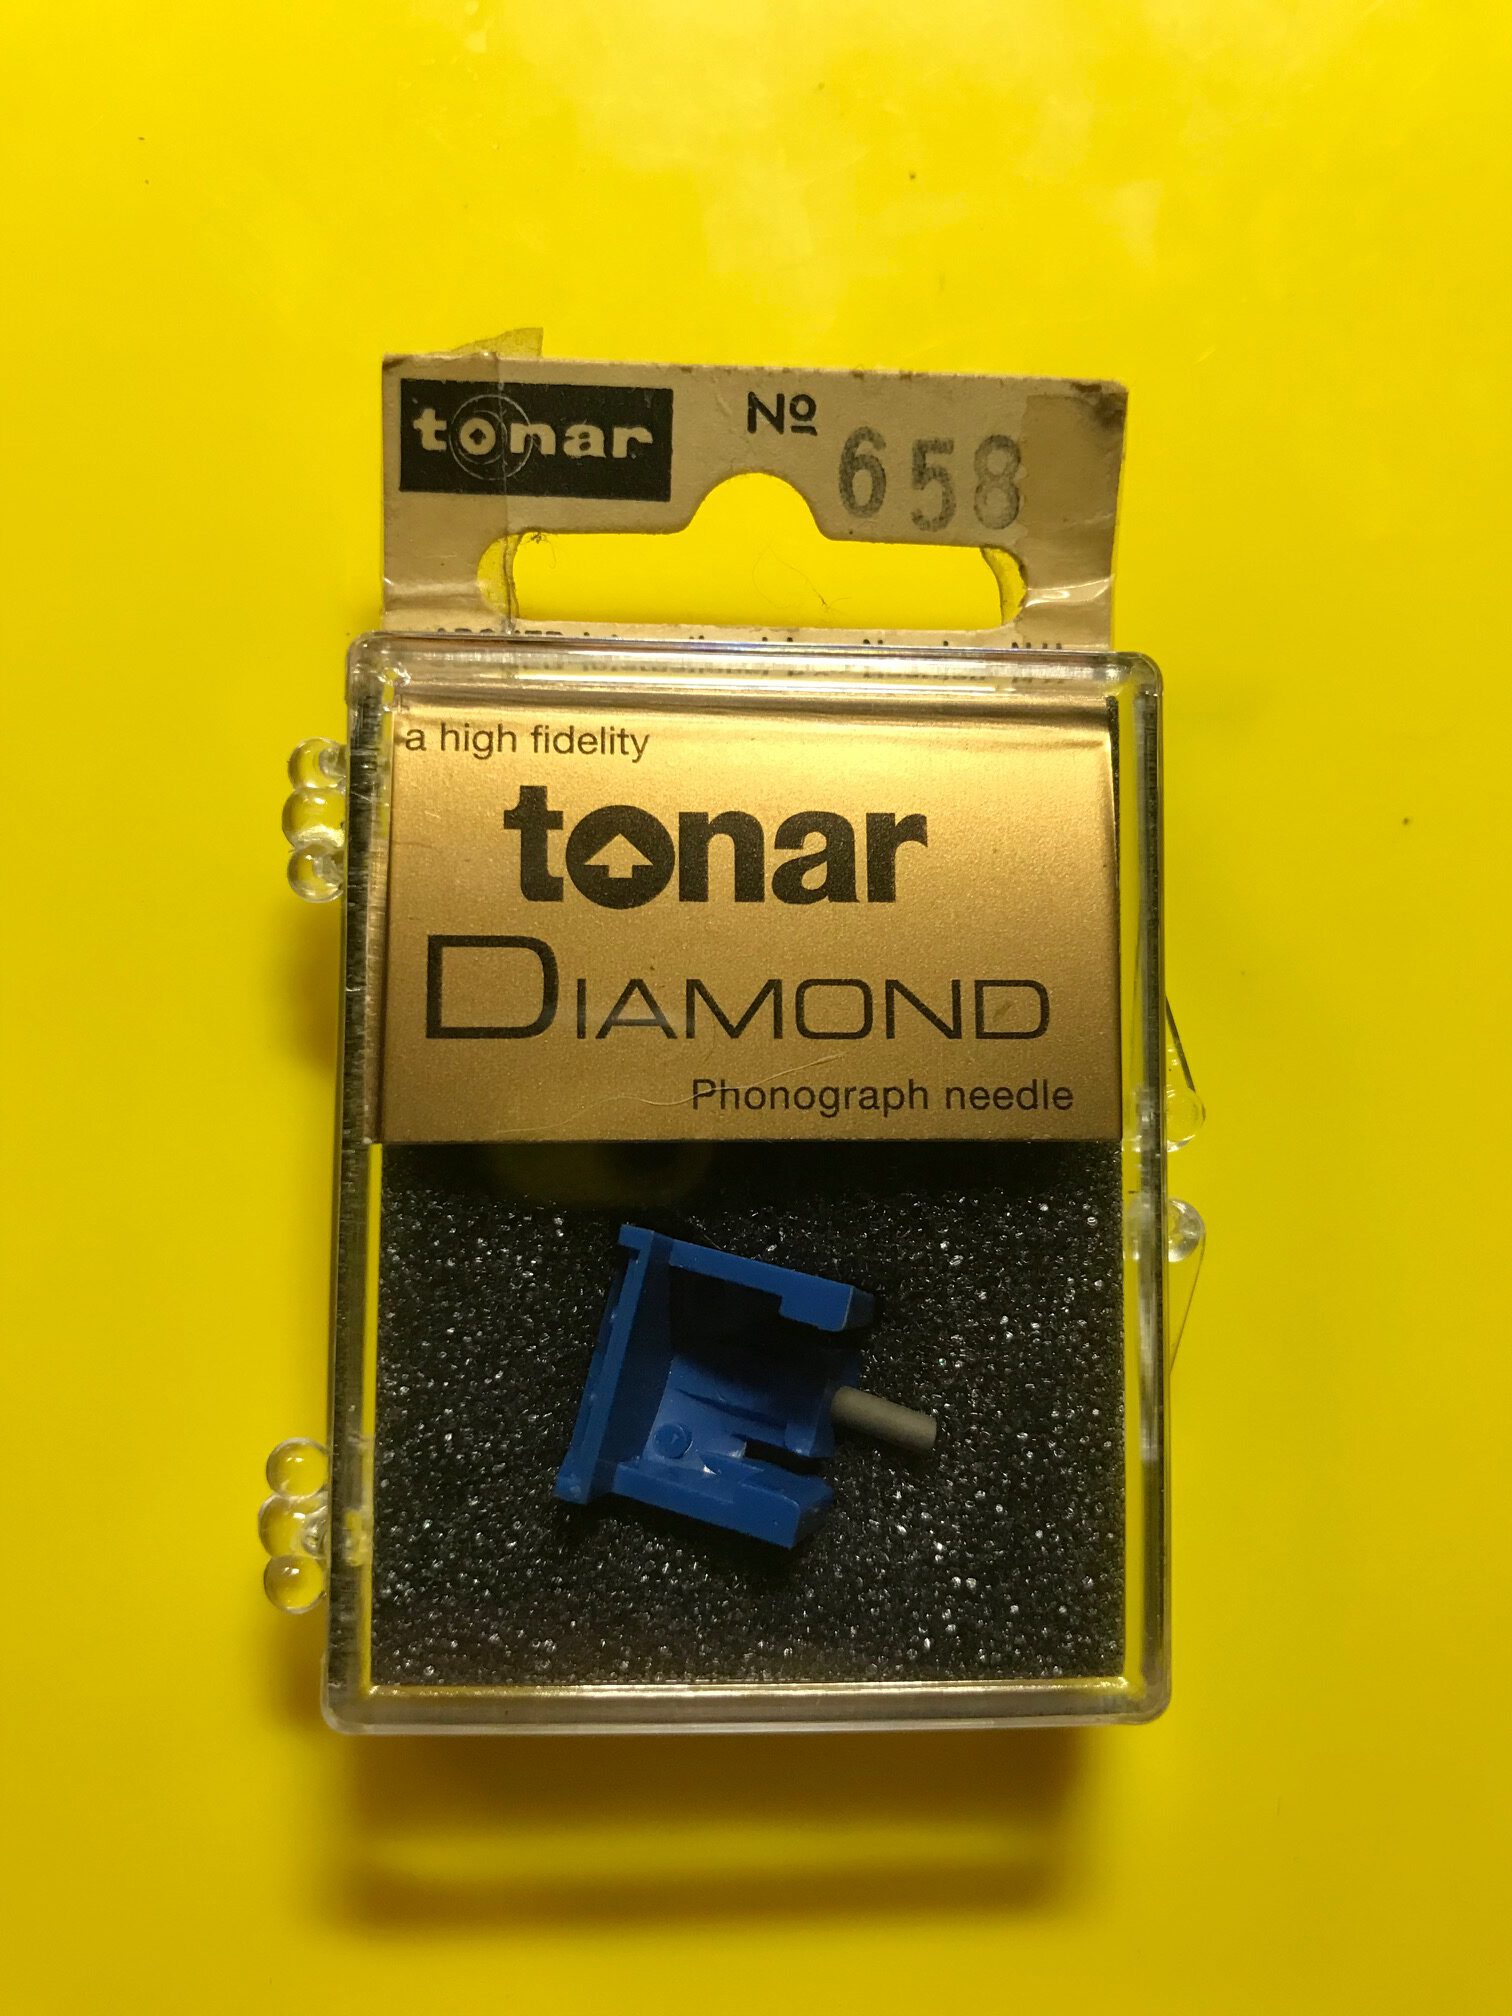 tonar
Nº 658
a high fidelity
tonar
DIAMOND
Phonograph needle